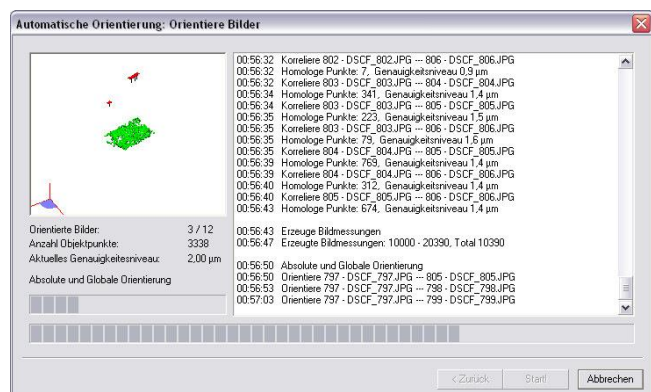 Automatische Orientierung: Orientiere Bilder
00:56:32 Korreliere 802 - DSCF_802.JPG --- 806 - DSCF_806.JPG
00:56:32 Homologe Punkte: 7, Genauigkeitsniveau 0,9 µm
00:56:32 Korreliere 803 - DSCF_803.JPG --- 804 - DSCF_804.JPG
00:56:34 Homologe Punkte: 341, Genauigkeitsniveau 1,4 µm
00:56:34 Korreliere 803 - DSCF_803.JPG --- 805 - DSCF_805.JPG
00:56:35 Homologe Punkte: 223, Genauigkeitsniveau 1,5 µm
00:56:35 Korreliere 803 - DSCF_803.JPG --- 806 - DSCF_806.JPG
00:56:35 Homologe Punkte: 79, Genauigkeitsniveau 1,6 µm
00:56:35 Korreliere 804 - DSCF_804.JPG --- 805 - DSCF_805.JPG
00:56:39 Homologe Punkte: 769, Genauigkeitsniveau 1,4 µm
00:56:39 Korreliere 804 - DSCF_804.JPG --- 806 - DSCF_806.JPG
00:56:40 Homologe Punkte: 312, Genauigkeitsniveau 1,4 µm
00:56:40 Korreliere 805 - DSCF_805.JPG --- 806 - DSCF_806.JPG
00:56:43 Homologe Punkte: 674, Genauigkeitsniveau 1,4 µm
00:56:43 Erzeuge Bildmessungen
00:56:47 Erzeugte Bildmessungen: 10000 - 20390, Total 10390
00:56:50 Absolute und Globale Orientierung
00:56:50 Orientiere 797 - DSCF_797.JPG --- 805 - DSCF_805.JPG
00:56:53 Orientiere 797 - DSCF_797.JPG --- 798 - DSCF_798.JPG
00:57:03 Orientiere 797 - DSCF_797.JPG --- 799 - DSCF_799.JPG
Orientierte Bilder: 3 / 12
Anzahl Objektpunkte: 3338
Aktuelles Genauigkeitsniveau: 2,00 µm
Absolute und Globale Orientierung
< Zurück Start! Abbrechen